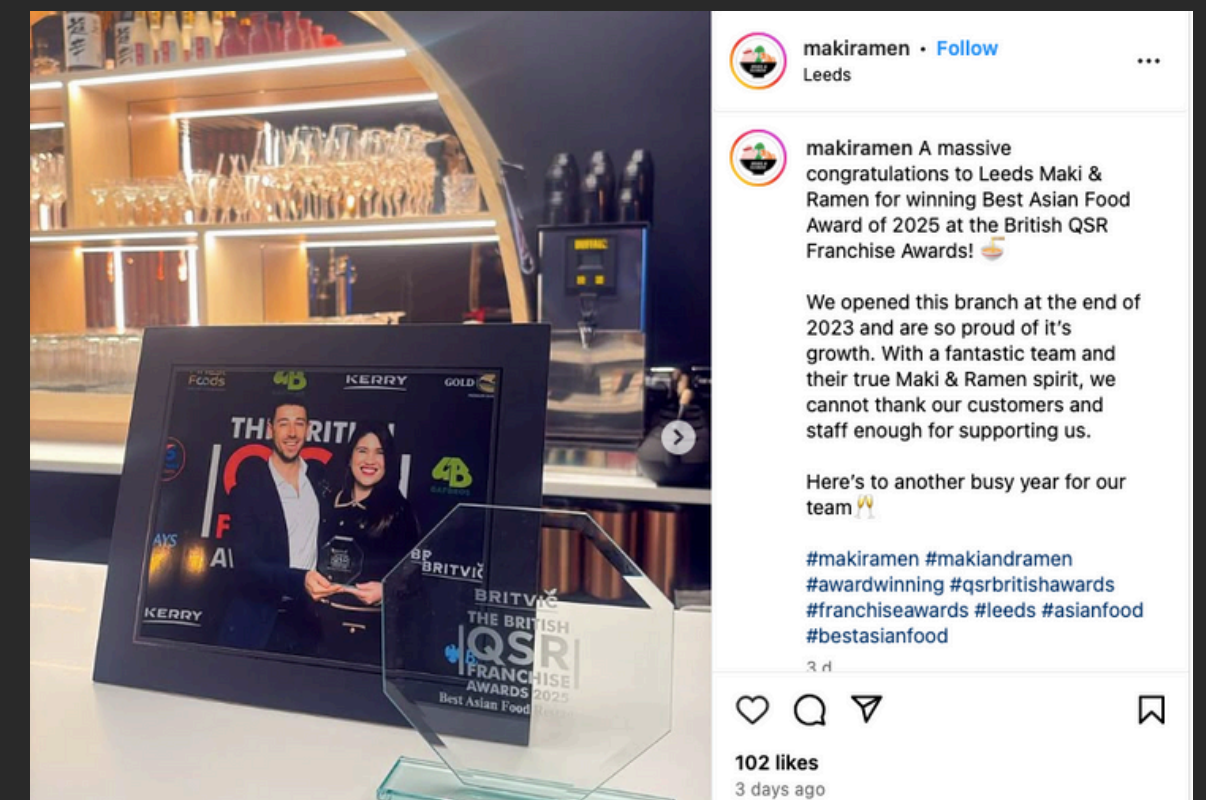 Foods
KERRY
GOLD
THE BRITISH
KERRY
BP
BRITVIC
BRITVIC
THE BRITISH
QSR
FRANCHISE
AWARDS 2025
Best Asian Food
makiramen • Follow
Leeds
makiramen A massive
congratulations to Leeds Maki &
Ramen for winning Best Asian Food
Award of 2025 at the British QSR
Franchise Awards! 🍜
We opened this branch at the end of
2023 and are so proud of it's
growth. With a fantastic team and
their true Maki & Ramen spirit, we
cannot thank our customers and
staff enough for supporting us.
Here's to another busy year for our
team🥂
#makiramen #makiandramen
#awardwinning #qsrbritishawards
#franchiseawards #leeds #asianfood
#bestasianfood
3 d
102 likes
3 days ago